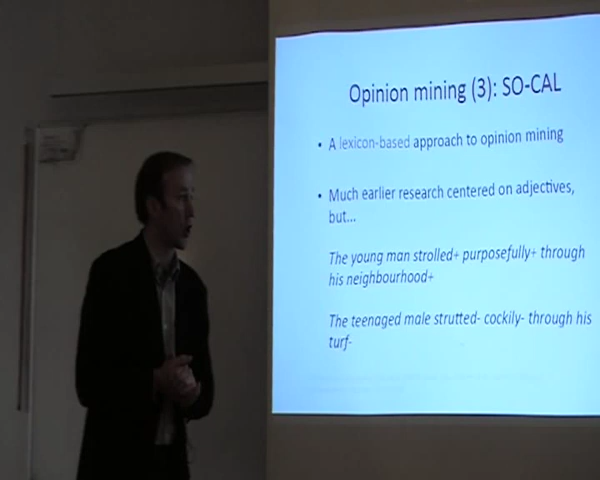 Opinion mining (3): SO-CAL
• A lexicon-based approach to opinion mining
• Much earlier research centered on adjectives,
but...
The young man strolled+ purposefully+ through
his neighbourhood+
The teenaged male strutted- cockily- through his
turf-